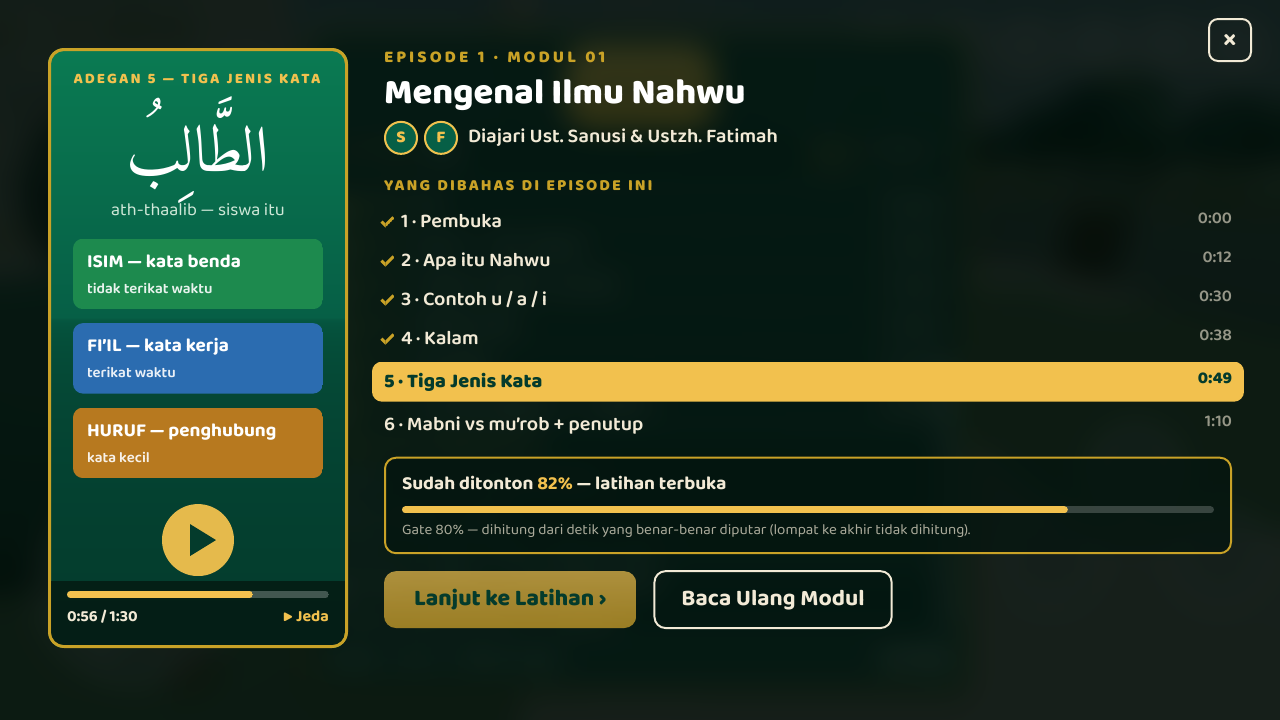 ADEGAN 5 — TIGA JENIS KATA
الطَّالِبُ
ath-thaalib — siswa itu
ISIM — kata benda
tidak terikat waktu
FI’IL — kata kerja
terikat waktu
HURUF — penghubung
kata kecil
0:56 / 1:30
Jeda
EPISODE 1 · MODUL 01
Mengenal Ilmu Nahwu
S F Diajari Ust. Sanusi & Ustzh. Fatimah
YANG DIBAHAS DI EPISODE INI
1 · Pembuka 0:00
2 · Apa itu Nahwu 0:12
3 · Contoh u / a / i 0:30
4 · Kalam 0:38
5 · Tiga Jenis Kata 0:49
6 · Mabni vs mu’rob + penutup 1:10
Sudah ditonton 82% — latihan terbuka
Gate 80% — dihitung dari detik yang benar-benar diputar (lompat ke akhir tidak dihitung).
Lanjut ke Latihan ›
Baca Ulang Modul
×